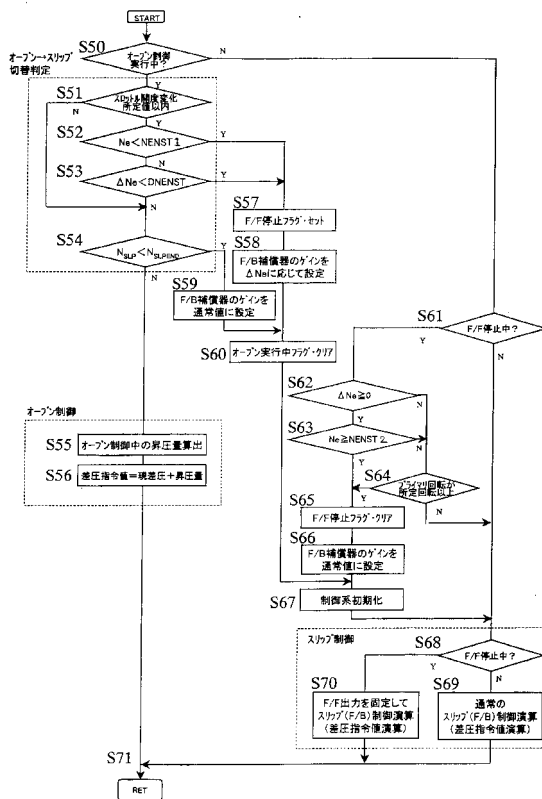 START
S50
オープン制御
実行中?
N
Y
オープン→スリップ
切替判定
S51
スロットル開度変化
所定値以内
N
Y
S52
Ne<NENST1
Y
N
S53
ΔNe<DNENST
Y
N
S57
F/F停止フラグ・セット
S58
F/B補償器のゲインを
ΔNeに応じて設定
S54
NSLP<NSLPEND
Y
N
S59
F/B補償器のゲインを
通常値に設定
S60
オープン実行中フラグ・クリア
S61
F/F停止中?
Y
N
S62
ΔNe≧0
N
Y
S63
Ne≧NENST2
N
Y
S64
プライマリ回転が
所定回転以上
Y
N
オープン制御
S55
オープン制御中の昇圧量算出
S56
差圧指令値=現差圧+昇圧量
S65
F/F停止フラグ・クリア
S66
F/B補償器のゲインを
通常値に設定
S67
制御系初期化
スリップ制御
S68
F/F停止中?
Y
N
S70
F/F出力を固定して
スリップ(F/B)制御演算
(差圧指令値演算)
S69
通常の
スリップ(F/B)制御演算
(差圧指令値演算)
S71
RET